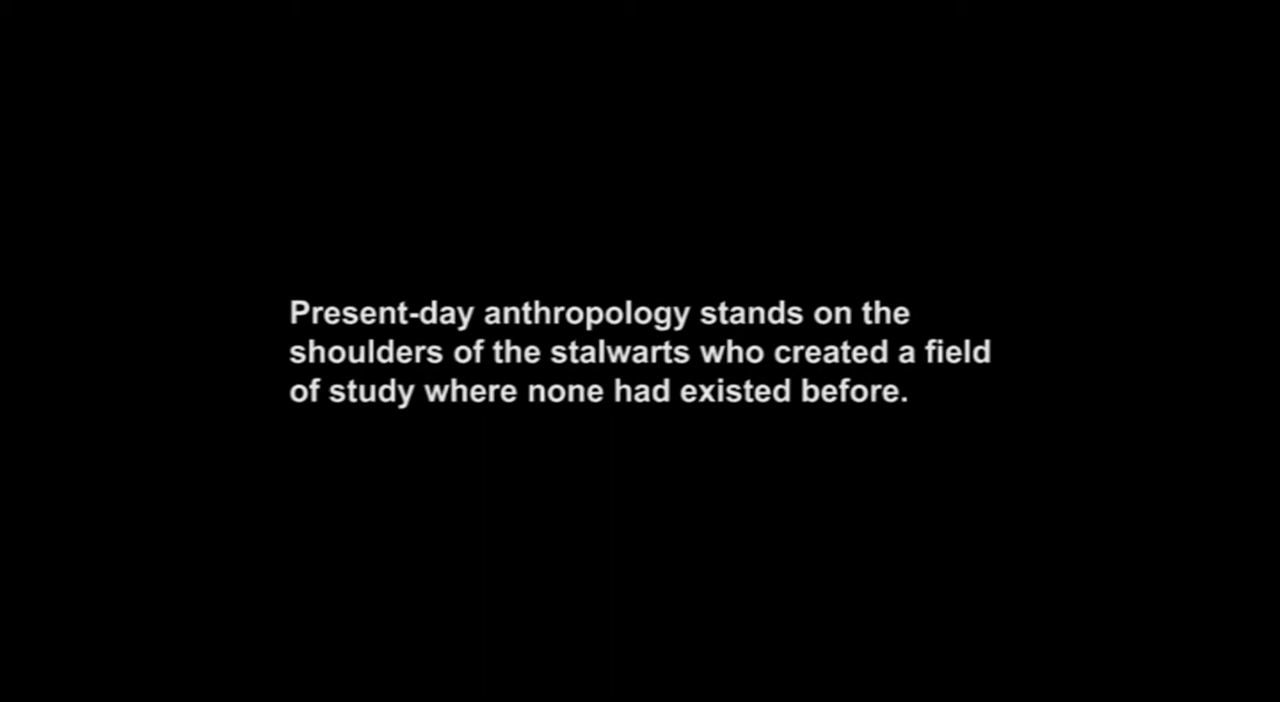 Present-day anthropology stands on the
shoulders of the stalwarts who created a field
of study where none had existed before.